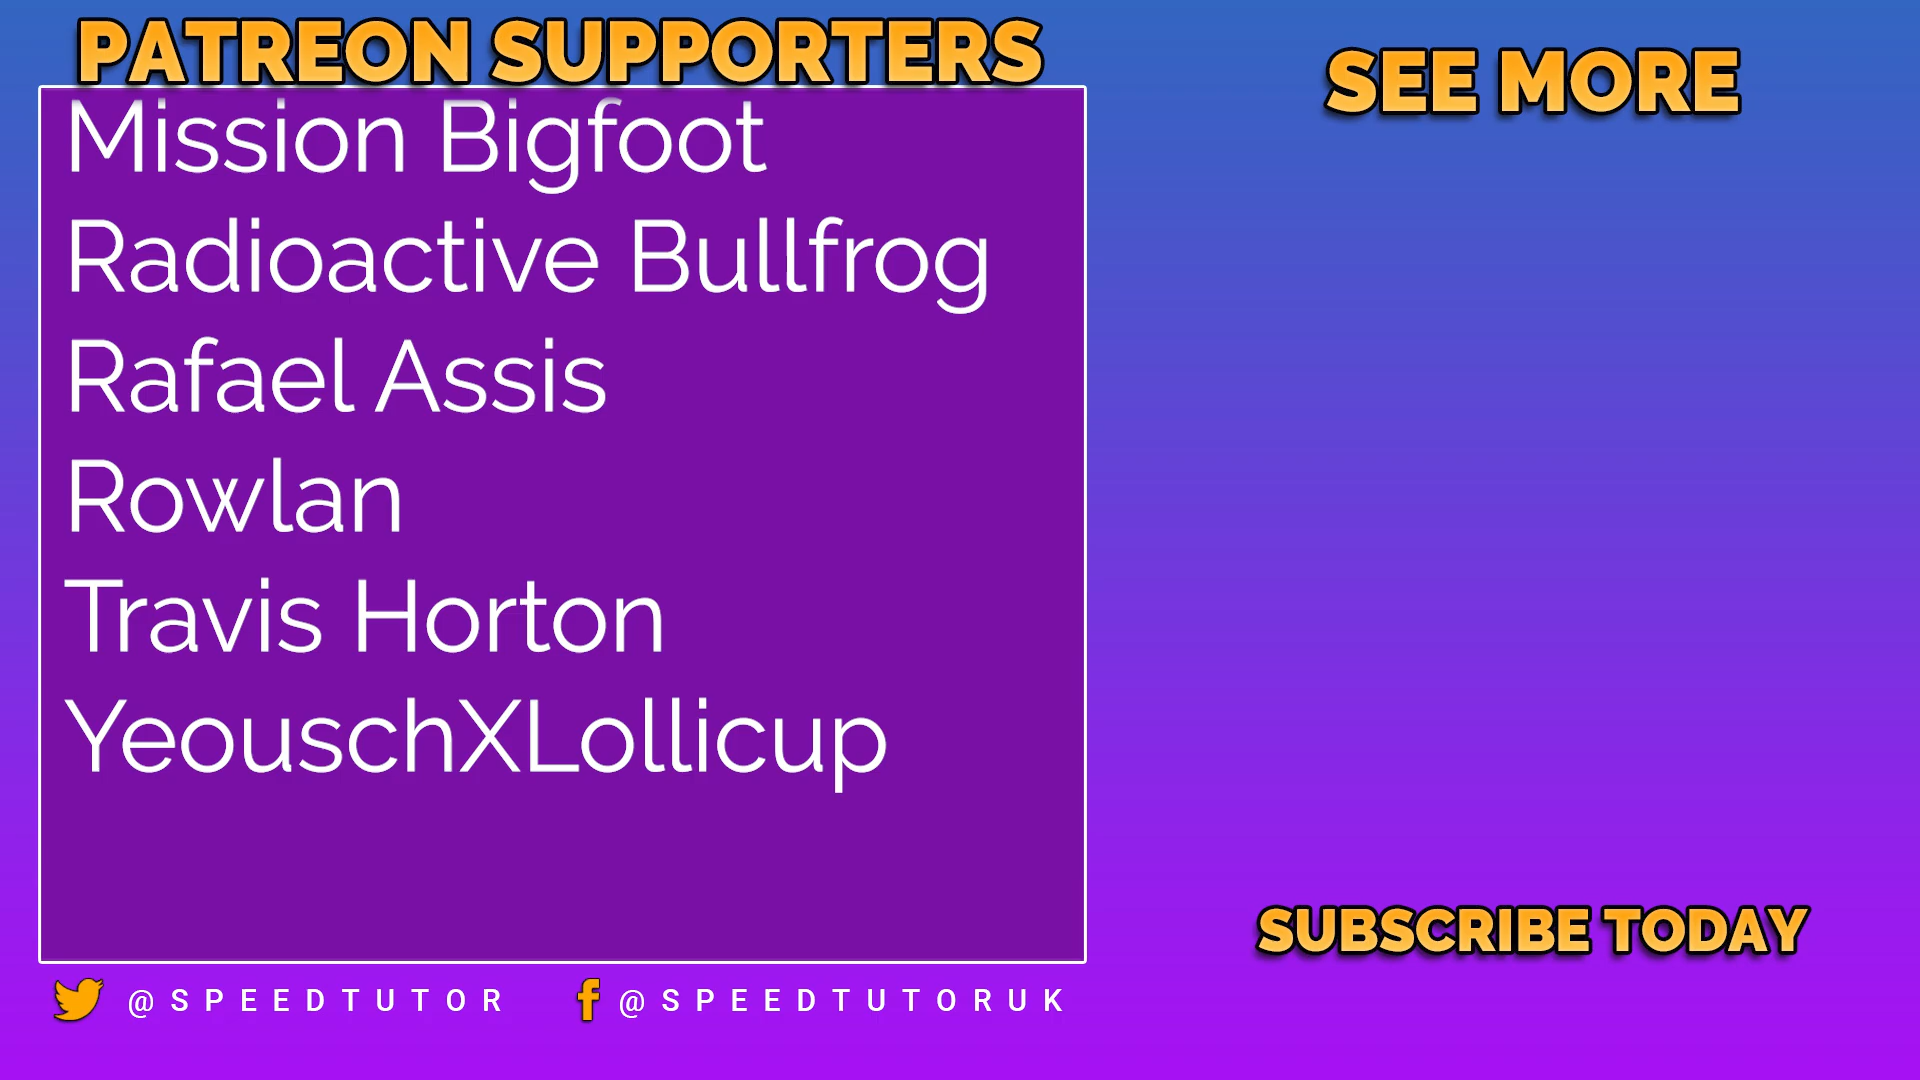 PATREON SUPPORTERS
Mission Bigfoot
Radioactive Bullfrog
Rafael Assis
Rowlan
Travis Horton
YeouschXLollicup
@SPEEDTUTOR
@SPEEDTUTORUK
SEE MORE
SUBSCRIBE TODAY